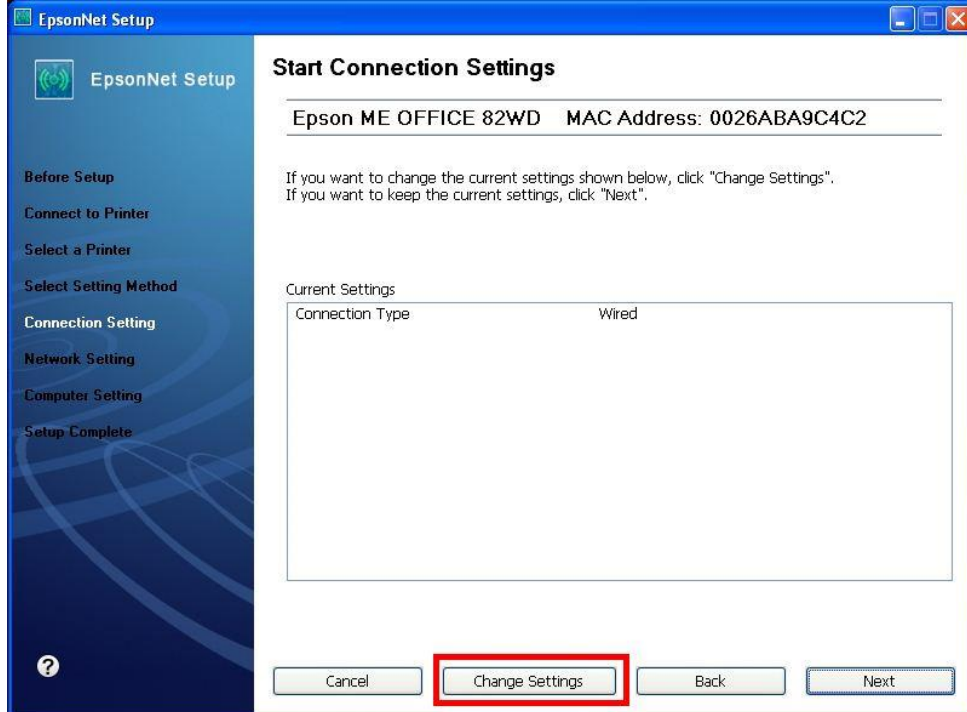 EpsonNet Setup
EpsonNet Setup
Before Setup
Connect to Printer
Select a Printer
Select Setting Method
Connection Setting
Network Setting
Computer Setting
Setup Complete
?
Start Connection Settings
Epson ME OFFICE 82WD MAC Address: 0026ABA9C4C2
If you want to change the current settings shown below, click "Change Settings".
If you want to keep the current settings, click "Next".
Current Settings
Connection Type Wired
Cancel Change Settings Back Next